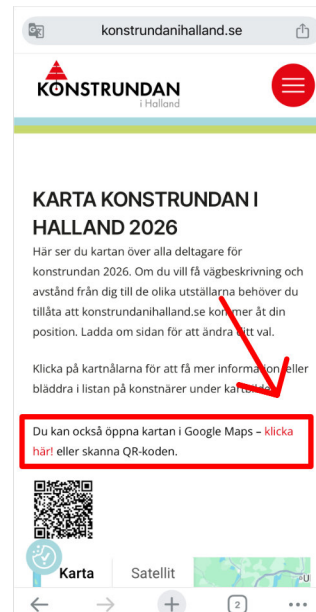 konstrundanihalland.se
KONSTRUNDAN
i Halland
KARTA KONSTRUNDAN I
HALLAND 2026
Här ser du kartan över alla deltagare för
konstrundan 2026. Om du vill få vägbeskrivning och
avstånd från dig till de olika utställarna behöver du
tillåta att konstrundanihalland.se kommer åt din
position. Ladda om sidan för att ändra ditt val.
Klicka på kartnålarna för att få mer information eller
bläddra i listan på konstnärer under kartbilden.
Du kan också öppna kartan i Google Maps – klicka
här! eller skanna QR-koden.
Karta Satellit
2